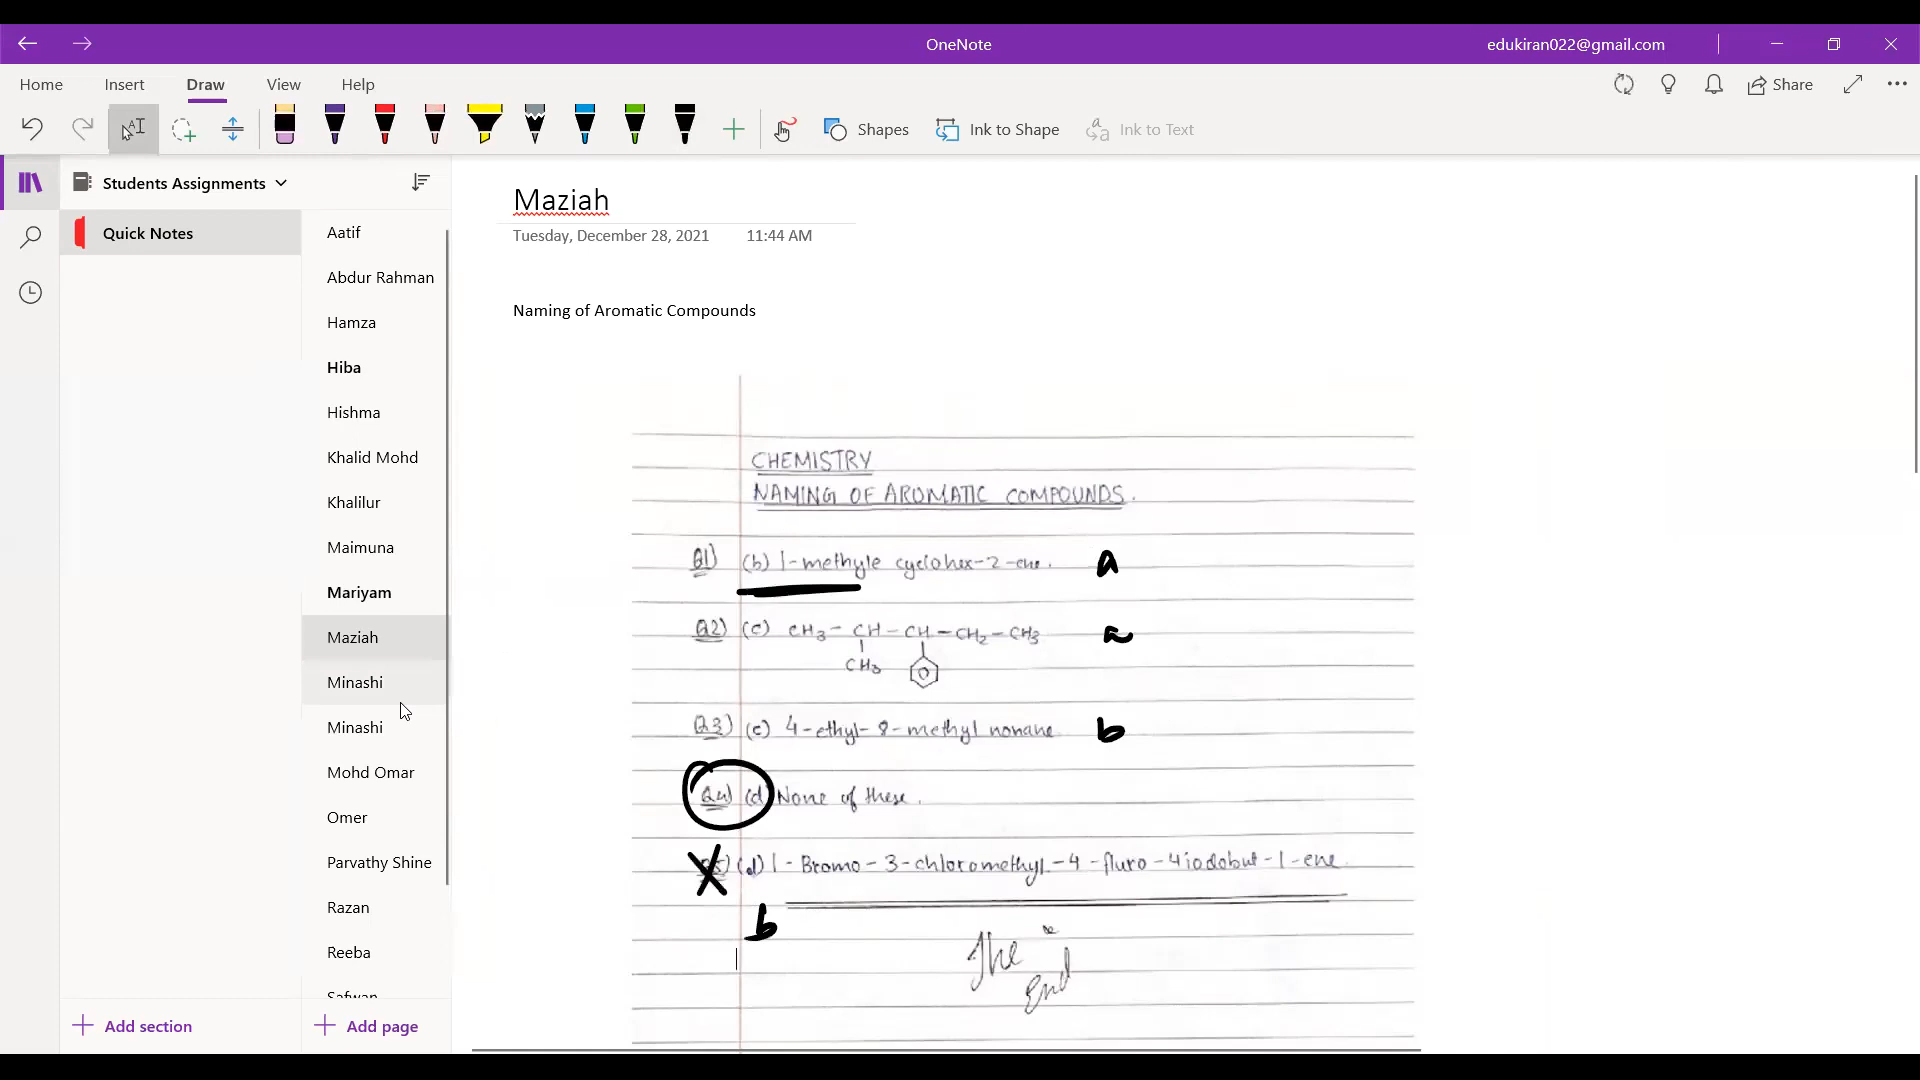 OneNote
edukiran022@gmail.com
Home Insert Draw View Help
Share
Shapes
Ink to Shape
Ink to Text
Students Assignments
Quick Notes
Aatif
Abdur Rahman
Hamza
Hiba
Hishma
Khalid Mohd
Khalilur
Maimuna
Mariyam
Maziah
Minashi
Minashi
Mohd Omar
Omer
Parvathy Shine
Razan
Reeba
Safwan
Add section
Add page
Maziah
Tuesday, December 28, 2021 11:44 AM
Naming of Aromatic Compounds
CHEMISTRY
NAMING OF AROMATIC COMPOUNDS.
Q1) (b) 1-methyle cyclohex-2-ene. a
Q2) (c) CH3 - CH - CH - CH2 - CH3 a
CH3
Q3) (c) 4-ethyl-8-methyl nonane b
Q4) (d) None of these.
(d) 1-Bromo-3-chloromethyl-4-fluro-4iodobut-1-ene.
b
The
End